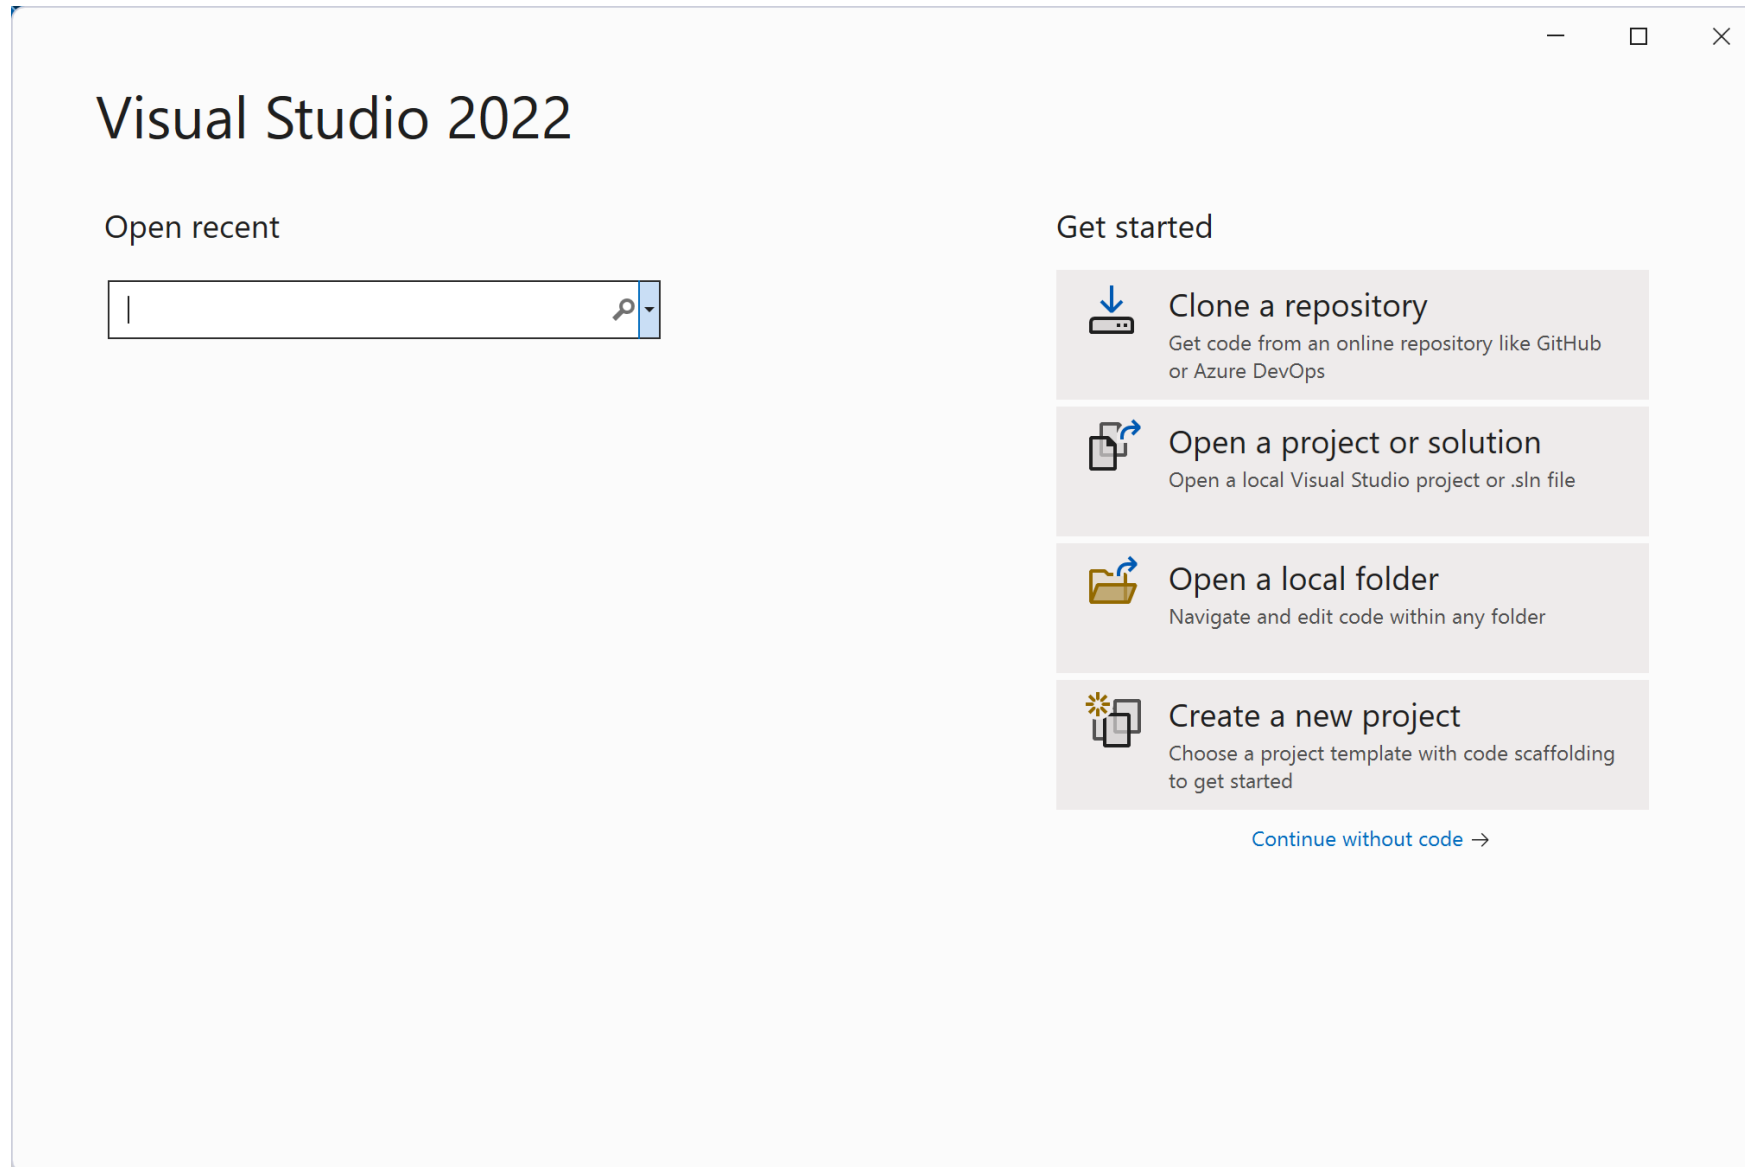 Visual Studio 2022
Open recent
Get started
Clone a repository
Get code from an online repository like GitHub
or Azure DevOps
Open a project or solution
Open a local Visual Studio project or .sln file
Open a local folder
Navigate and edit code within any folder
Create a new project
Choose a project template with code scaffolding
to get started
Continue without code →